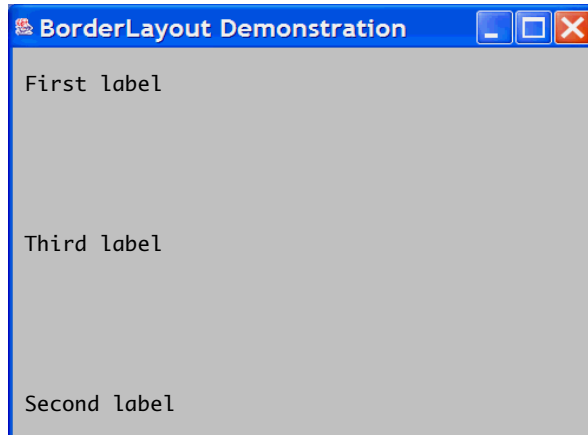 BorderLayout Demonstration
First label
Third label
Second label